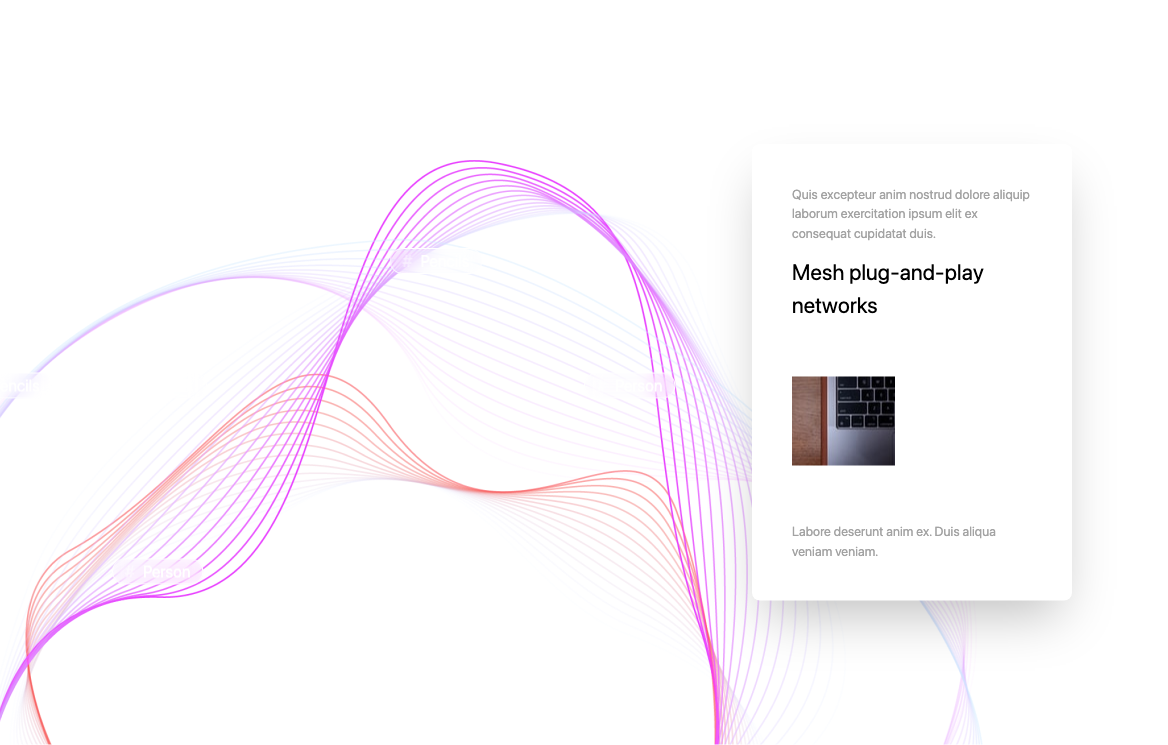 Quis excepteur anim nostrud dolore aliquip
laborum exercitation ipsum elit ex
consequat cupidatat duis.
Mesh plug-and-play
networks
Person
Labore deserunt anim ex. Duis aliqua
veniam veniam.